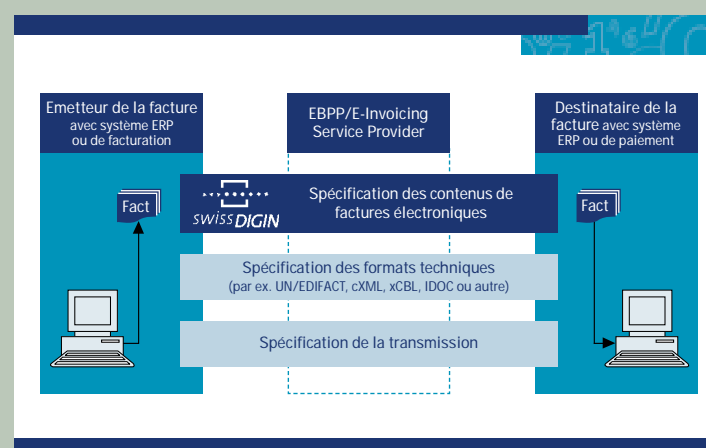 Emetteur de la facture
avec système ERP
ou de facturation
EBPP/E-Invoicing
Service Provider
Destinataire de la
facture avec système
ERP ou de paiement
Fact
swissDIGIN
Spécification des contenus de
factures électroniques
Fact
Spécification des formats techniques
(par ex. UN/EDIFACT, cXML, xCBL, IDOC ou autre)
Spécification de la transmission